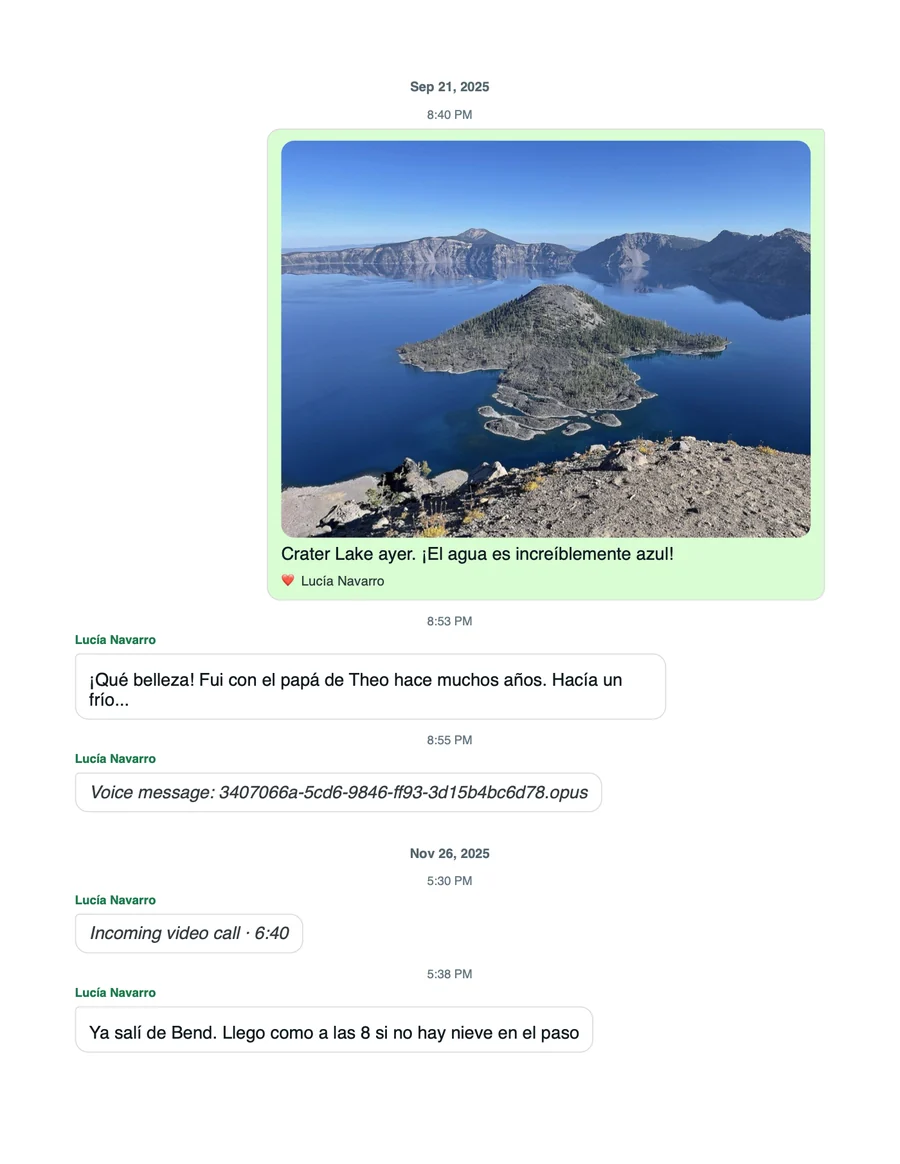 Sep 21, 2025
8:40 PM
Crater Lake ayer. ¡El agua es increíblemente azul!
❤️ Lucía Navarro
8:53 PM
Lucía Navarro
¡Qué belleza! Fui con el papá de Theo hace muchos años. Hacía un
frío...
8:55 PM
Lucía Navarro
Voice message: 3407066a-5cd6-9846-ff93-3d15b4bc6d78.opus
Nov 26, 2025
5:30 PM
Lucía Navarro
Incoming video call · 6:40
5:38 PM
Lucía Navarro
Ya salí de Bend. Llego como a las 8 si no hay nieve en el paso